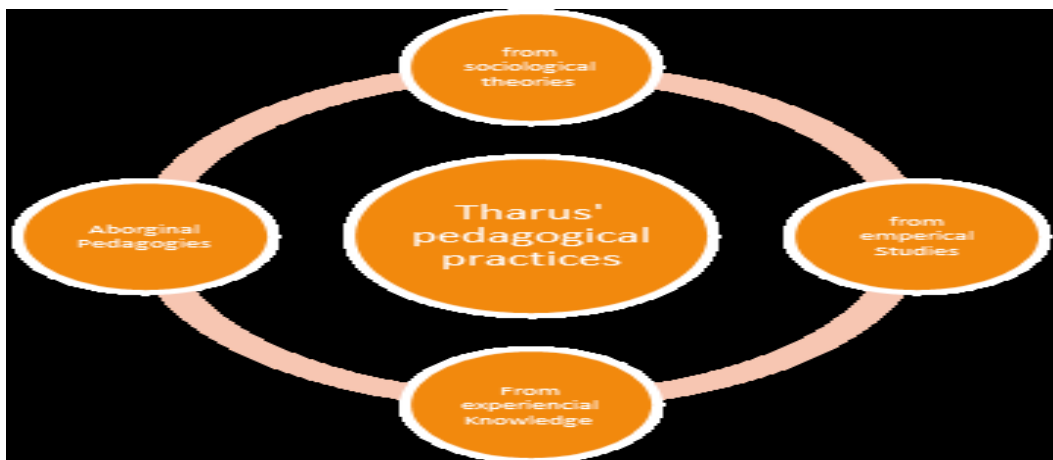 from
sociological
theories
Tharus'
pedagogical
practices
Aborginal
Pedagogies
from
emperical
Studies
From
experiencial
Knowledge